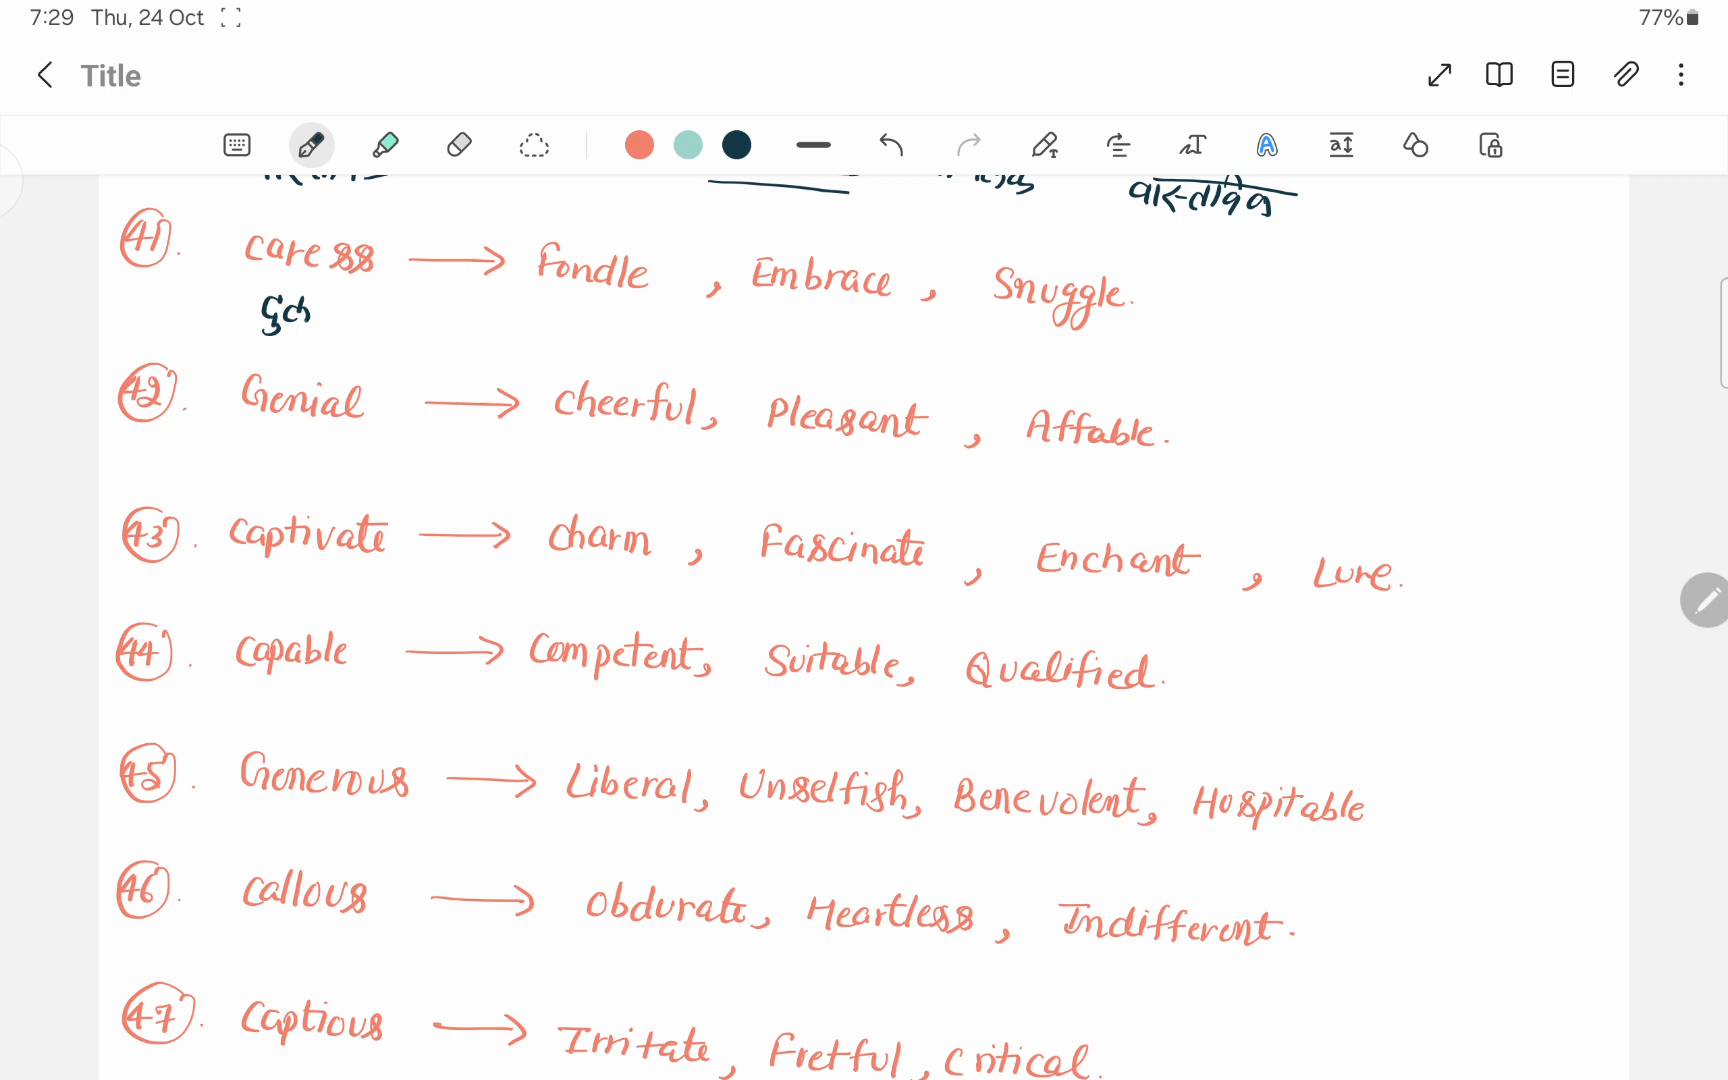 7:29 Thu, 24 Oct 77%
Title
41. caress → Fondle, Embrace, Snuggle.
42. Genial → cheerful, Pleasant, Affable.
43. captivate → charm, Fascinate, Enchant, Lure.
44. capable → Competent, Suitable, Qualified.
45. Generous → Liberal, Unselfish, Benevolent, Hospitable
46. callous → obdurate, Heartless, Indifferent.
47. Captious → Irritate, Fretful, critical.